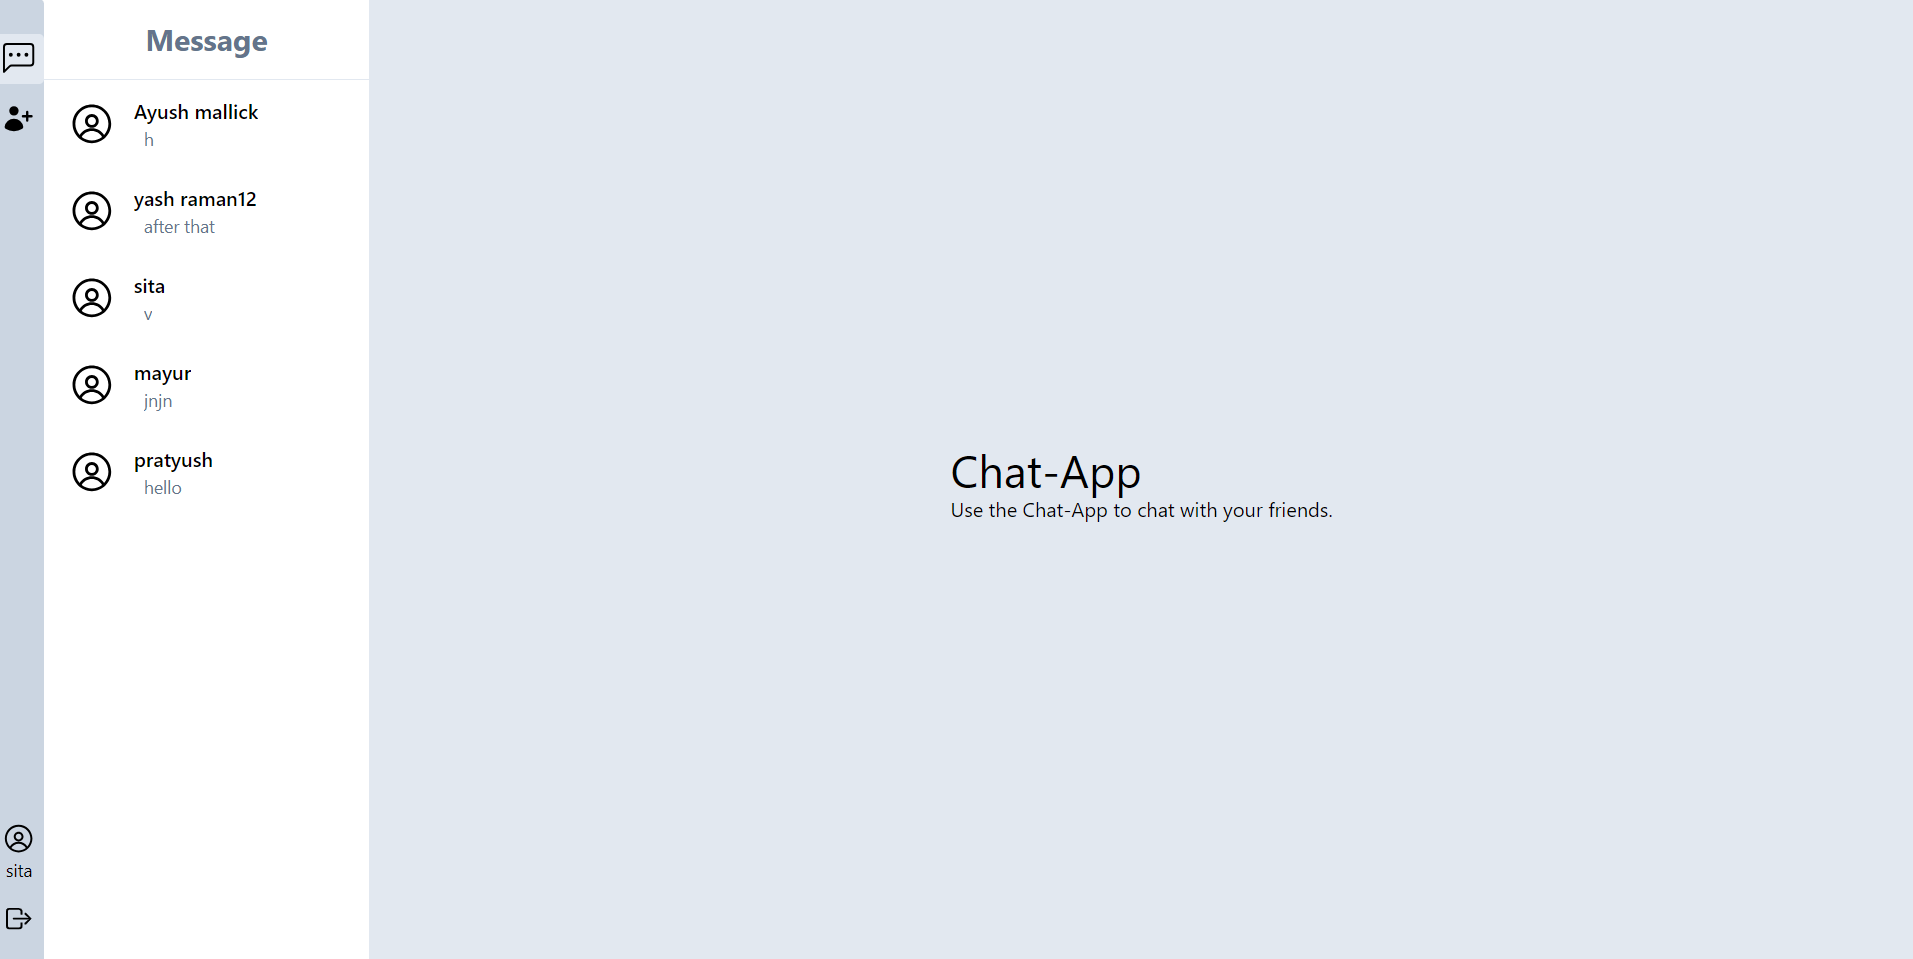 Message
Ayush mallick
h
yash raman12
after that
sita
v
mayur
jnjn
pratyush
hello
sita
Chat-App
Use the Chat-App to chat with your friends.